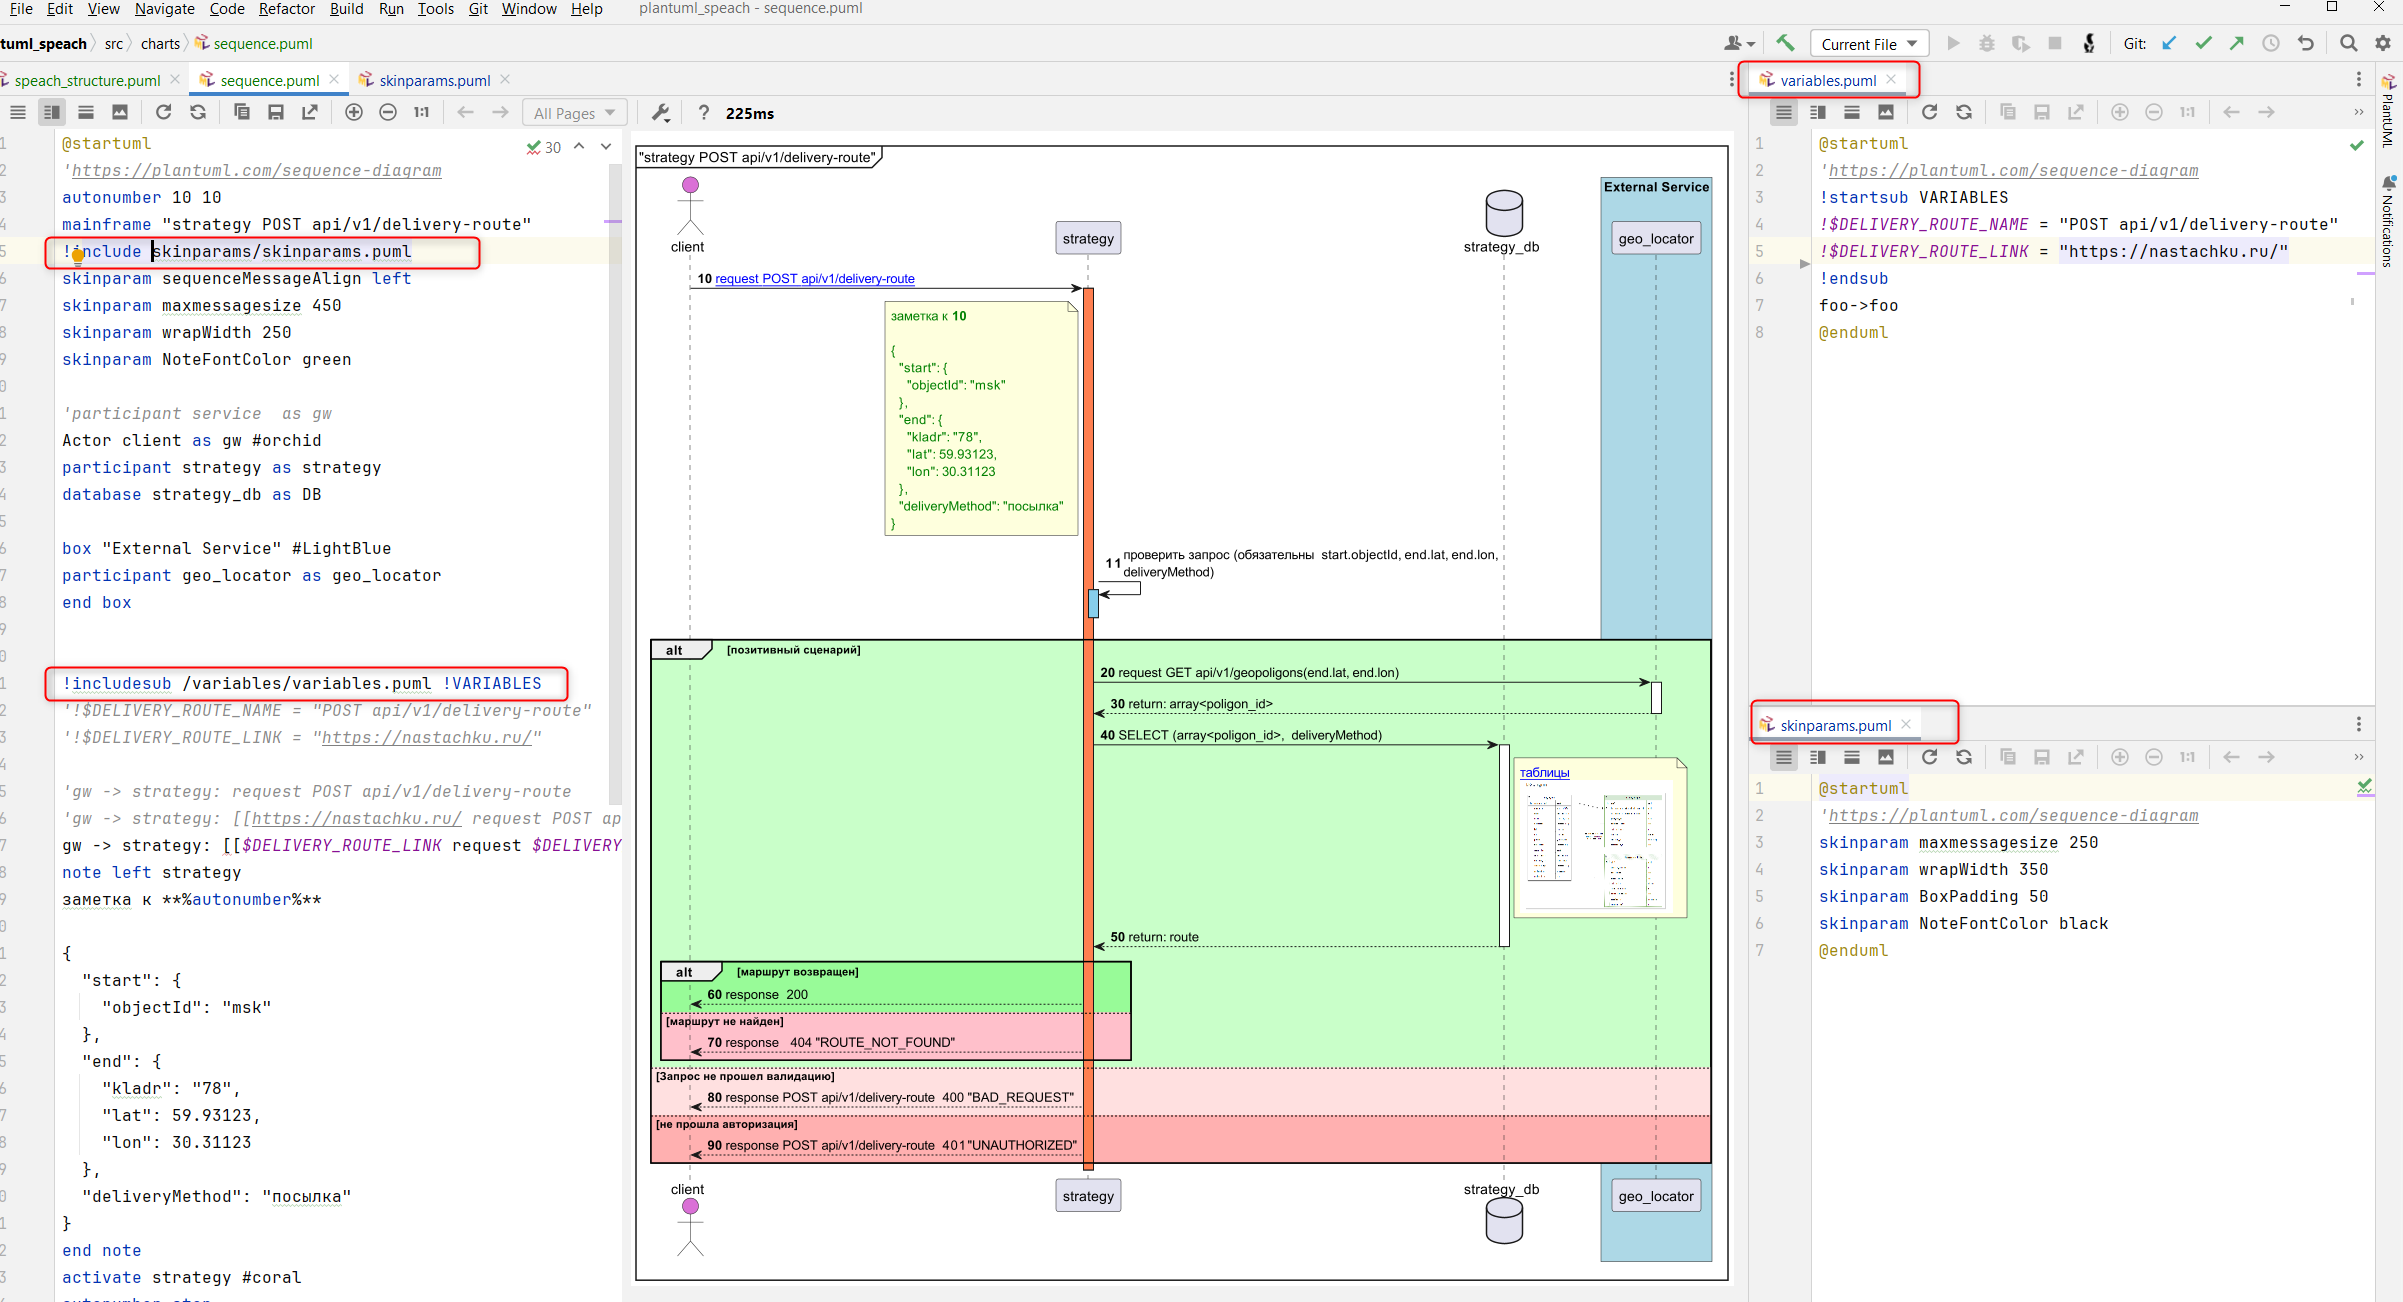 File Edit View Navigate Code Refactor Build Run Tools Git Window Help plantuml_speach - sequence.puml
tuml_speach src charts sequence.puml
Current File Git:
speach_structure.puml sequence.puml skinparams.puml
All Pages 1:1 ? 225ms
30
@startuml
'https://plantuml.com/sequence-diagram
autonumber 10 10
mainframe "strategy POST api/v1/delivery-route"
!include skinparams/skinparams.puml
skinparam sequenceMessageAlign left
skinparam maxmessagesize 450
skinparam wrapWidth 250
skinparam NoteFontColor green
'participant service  as gw
Actor client as gw #orchid
participant strategy as strategy
database strategy_db as DB
box "External Service" #LightBlue
participant geo_locator as geo_locator
end box
!includesub /variables/variables.puml !VARIABLES
'!$DELIVERY_ROUTE_NAME = "POST api/v1/delivery-route"
'!$DELIVERY_ROUTE_LINK = "https://nastachku.ru/"
'gw -> strategy: request POST api/v1/delivery-route
'gw -> strategy: [[https://nastachku.ru/ request POST ap
gw -> strategy: [[$DELIVERY_ROUTE_LINK request $DELIVERY
note left strategy
заметка к **%autonumber%**
{
"start": {
"objectId": "msk"
},
"end": {
"kladr": "78",
"lat": 59.93123,
"lon": 30.31123
},
"deliveryMethod": "посылка"
}
end note
activate strategy #coral
"strategy POST api/v1/delivery-route"
client
strategy
strategy_db
External Service
geo_locator
10 request POST api/v1/delivery-route
заметка к 10
{
"start": {
"objectId": "msk"
},
"end": {
"kladr": "78",
"lat": 59.93123,
"lon": 30.31123
},
"deliveryMethod": "посылка"
}
11 проверить запрос (обязательны  start.objectId, end.lat, end.lon,
deliveryMethod)
alt [позитивный сценарий]
20 request GET api/v1/geopoligons(end.lat, end.lon)
30 return: array<poligon_id>
40 SELECT (array<poligon_id>,  deliveryMethod)
таблицы
50 return: route
alt [маршрут возвращен]
60 response  200
[маршрут не найден]
70 response   404 "ROUTE_NOT_FOUND"
[Запрос не прошел валидацию]
80 response POST api/v1/delivery-route  400 "BAD_REQUEST"
[не прошла авторизация]
90 response POST api/v1/delivery-route  401 "UNAUTHORIZED"
client
strategy
strategy_db
geo_locator
variables.puml
1:1
1 @startuml
2 'https://plantuml.com/sequence-diagram
3 !startsub VARIABLES
4 !$DELIVERY_ROUTE_NAME = "POST api/v1/delivery-route"
5 !$DELIVERY_ROUTE_LINK = "https://nastachku.ru/"
6 !endsub
7 foo->foo
8 @enduml
skinparams.puml
1:1
1 @startuml
2 'https://plantuml.com/sequence-diagram
3 skinparam maxmessagesize 250
4 skinparam wrapWidth 350
5 skinparam BoxPadding 50
6 skinparam NoteFontColor black
7 @enduml
PlantUML
Notifications